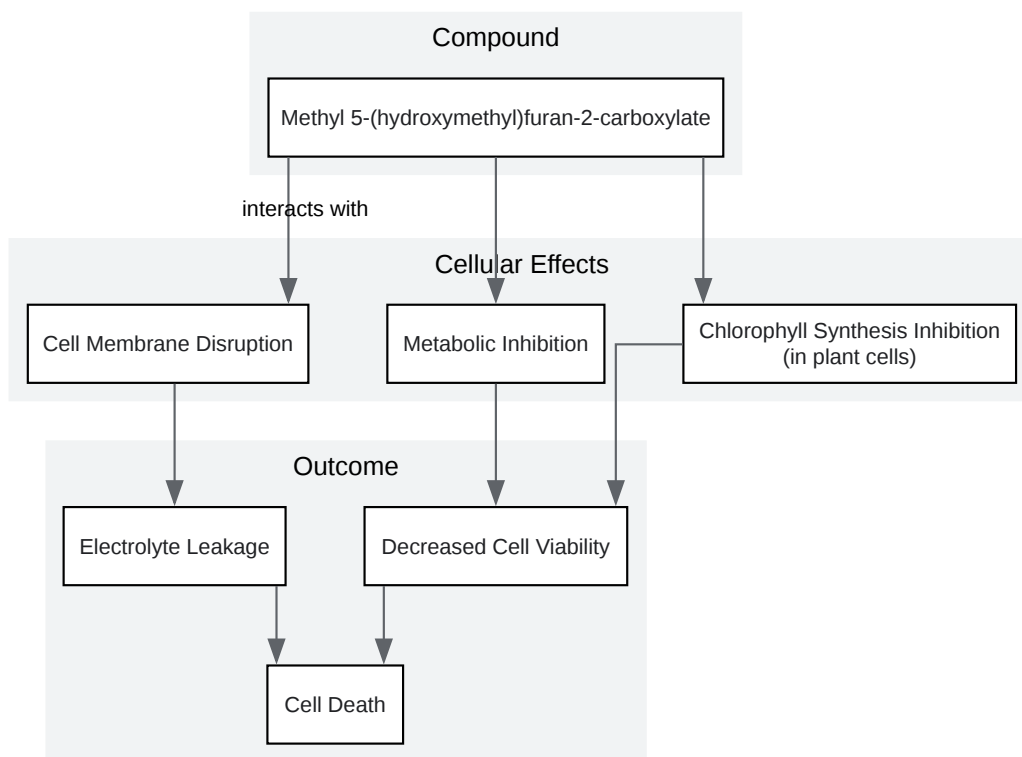 Compound
Methyl 5-(hydroxymethyl)furan-2-carboxylate
interacts with
Cellular Effects
Cell Membrane Disruption
Metabolic Inhibition
Chlorophyll Synthesis Inhibition
(in plant cells)
Outcome
Electrolyte Leakage
Decreased Cell Viability
Cell Death